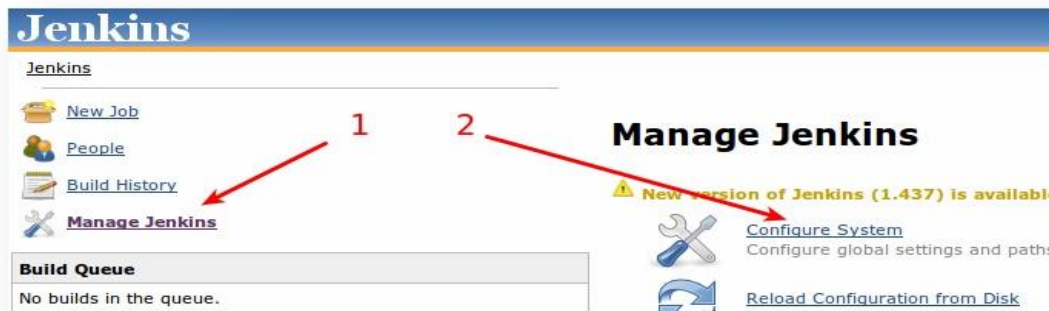 Jenkins
Jenkins
New Job
People
Build History
Manage Jenkins
Build Queue
No builds in the queue.
1 2
Manage Jenkins
New version of Jenkins (1.437) is availabl
Configure System
Configure global settings and paths
Reload Configuration from Disk